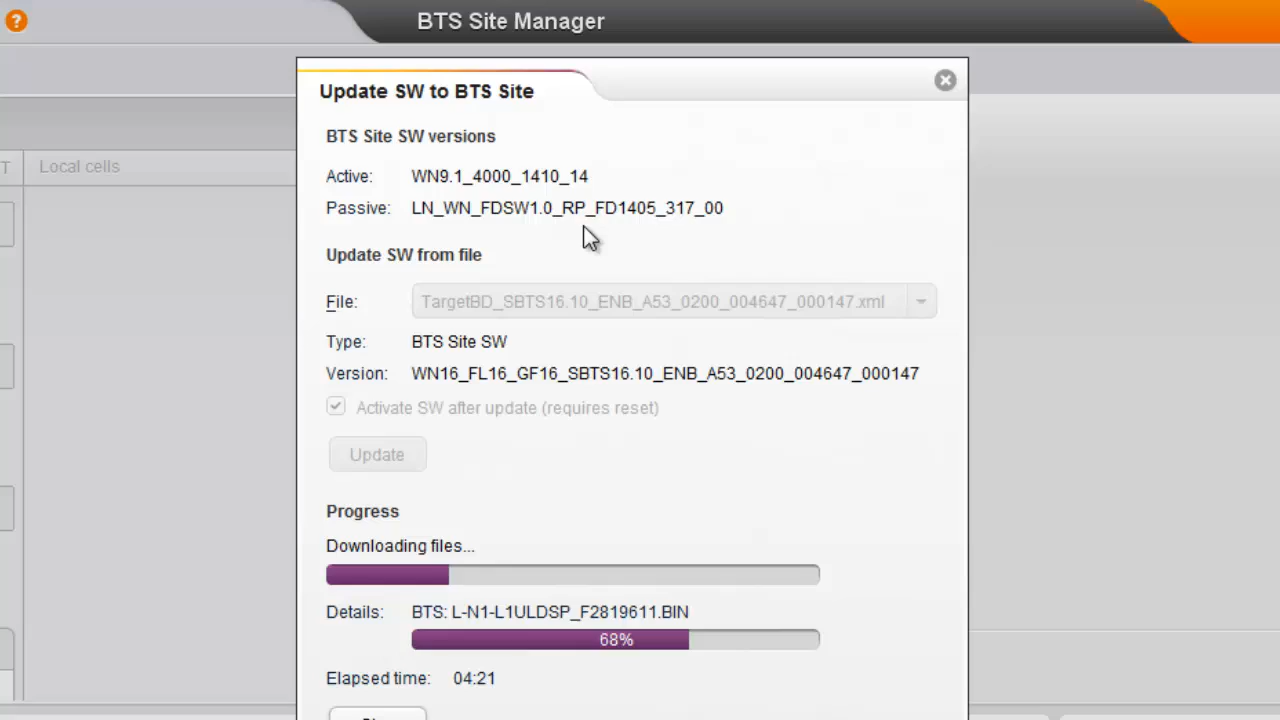 ?
BTS Site Manager
Update SW to BTS Site
BTS Site SW versions
T Local cells
Active: WN9.1_4000_1410_14
Passive: LN_WN_FDSW1.0_RP_FD1405_317_00
Update SW from file
File: TargetBD_SBTS16.10_ENB_A53_0200_004647_000147.xml
Type: BTS Site SW
Version: WN16_FL16_GF16_SBTS16.10_ENB_A53_0200_004647_000147
Activate SW after update (requires reset)
Update
Progress
Downloading files...
Details: BTS: L-N1-L1ULDSP_F2819611.BIN
68%
Elapsed time: 04:21